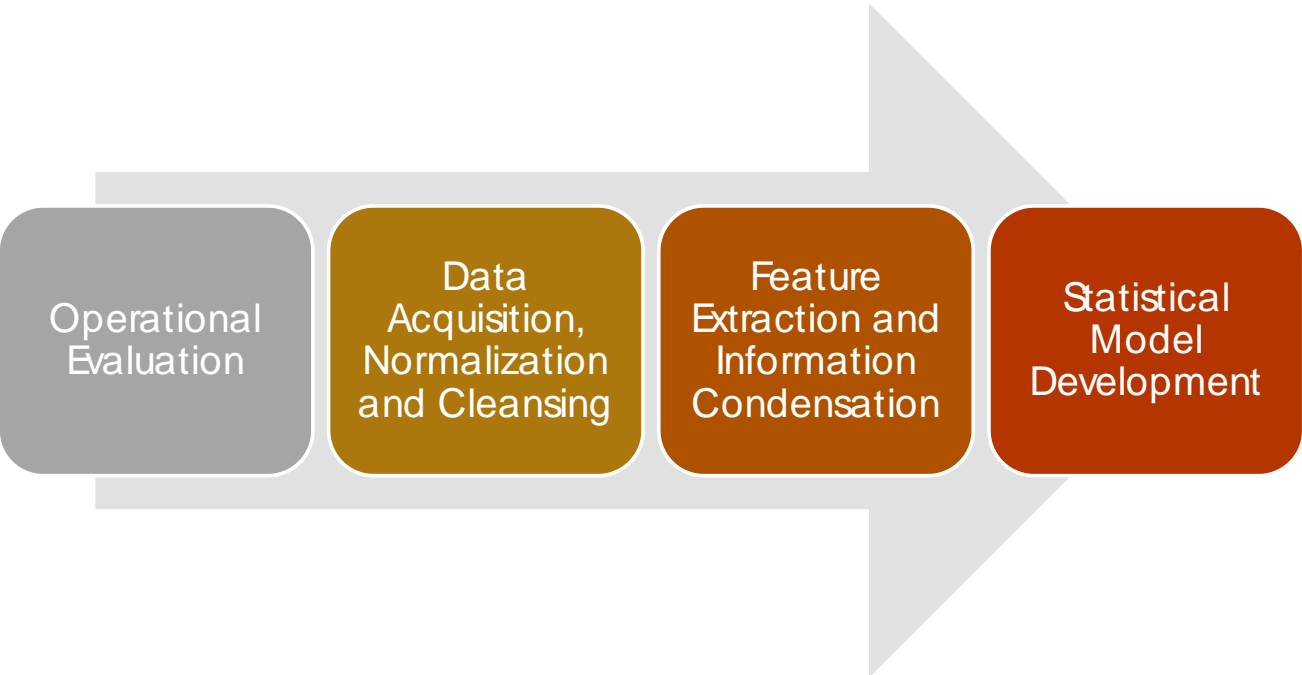 Operational
Evaluation
Data
Acquisition,
Normalization
and Cleansing
Feature
Extraction and
Information
Condensation
Statistical
Model
Development